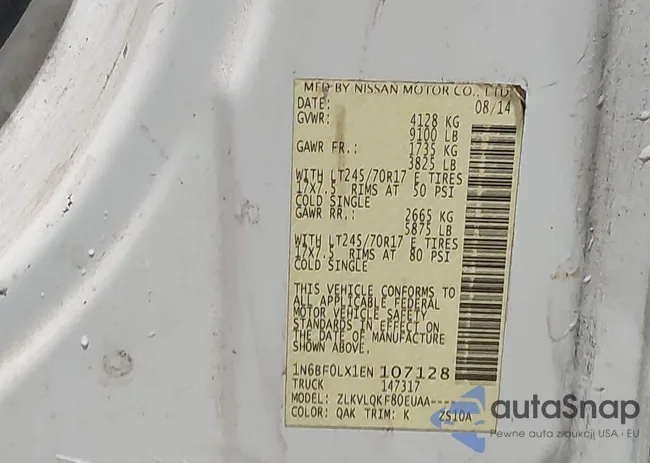 MFD BY NISSAN MOTOR CO., LTD.
DATE: 08/14
GVWR: 4128 KG
9100 LB
GAWR FR.: 1735 KG
3825 LB
WITH LT245/70R17 E TIRES
17X7.5 RIMS AT 50 PSI
COLD SINGLE
GAWR RR.: 2665 KG
5875 LB
WITH LT245/70R17 E TIRES
17X7.5 RIMS AT 80 PSI
COLD SINGLE
THIS VEHICLE CONFORMS TO
ALL APPLICABLE FEDERAL
MOTOR VEHICLE SAFETY
STANDARDS IN EFFECT ON
THE DATE OF MANUFACTURE
SHOWN ABOVE.
1N6BF0LX1EN107128
TRUCK 147317
MODEL: ZLKVLQKF80EUAA-----
COLOR: QAK TRIM: K ZS10A
autoSnap
Pewne auta z aukcji USA · EU